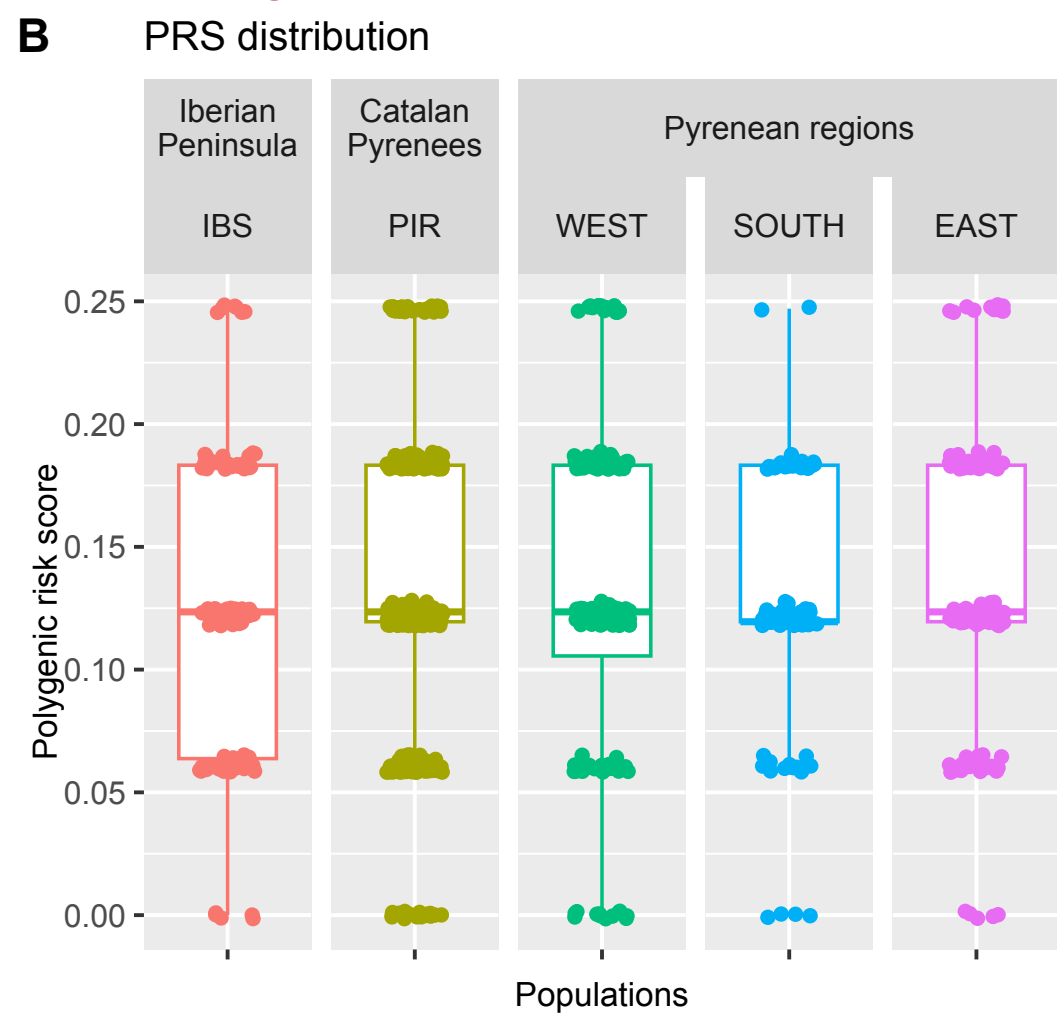 B PRS distribution
Iberian
Peninsula
Catalan
Pyrenees
Pyrenean regions
IBS
PIR
WEST
SOUTH
EAST
0.25
0.20
0.15
0.10
0.05
0.00
Polygenic risk score
Populations